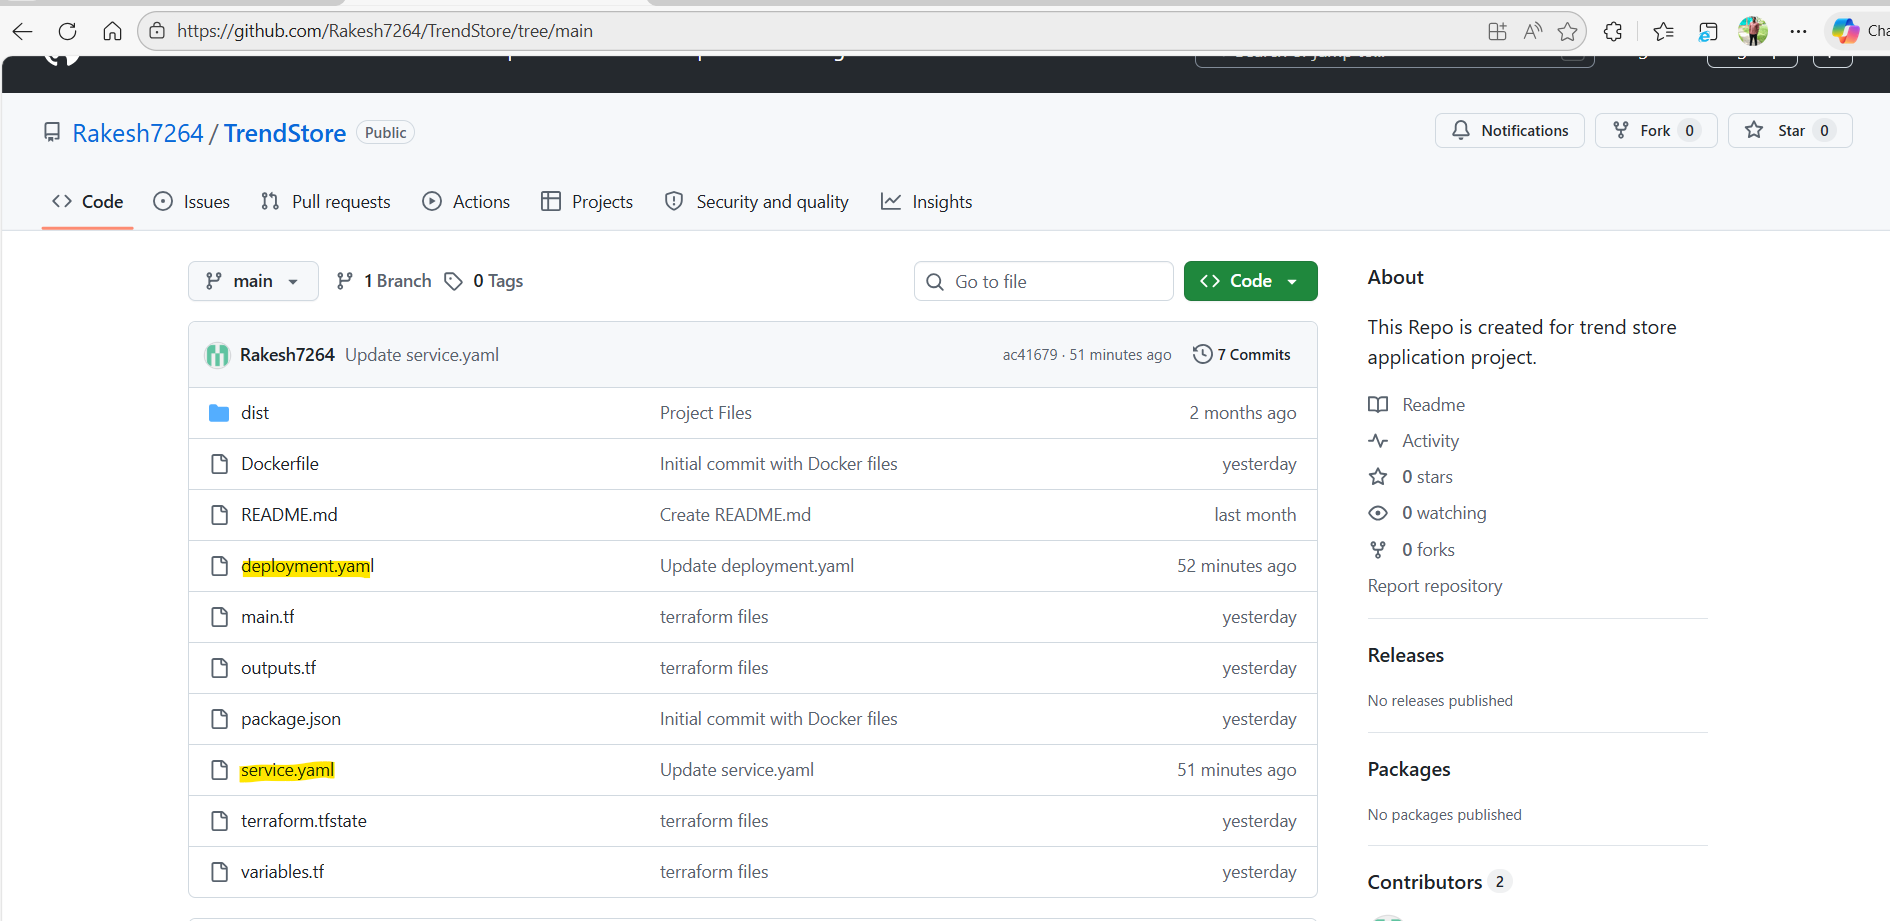 https://github.com/Rakesh7264/TrendStore/tree/main
Rakesh7264 / TrendStore Public
Notifications
Fork 0
Star 0
Code
Issues
Pull requests
Actions
Projects
Security and quality
Insights
main
1 Branch
0 Tags
Go to file
Code
Rakesh7264 Update service.yaml ac41679 · 51 minutes ago 7 Commits
dist Project Files 2 months ago
Dockerfile Initial commit with Docker files yesterday
README.md Create README.md last month
deployment.yaml Update deployment.yaml 52 minutes ago
main.tf terraform files yesterday
outputs.tf terraform files yesterday
package.json Initial commit with Docker files yesterday
service.yaml Update service.yaml 51 minutes ago
terraform.tfstate terraform files yesterday
variables.tf terraform files yesterday
About
This Repo is created for trend store
application project.
Readme
Activity
0 stars
0 watching
0 forks
Report repository
Releases
No releases published
Packages
No packages published
Contributors 2